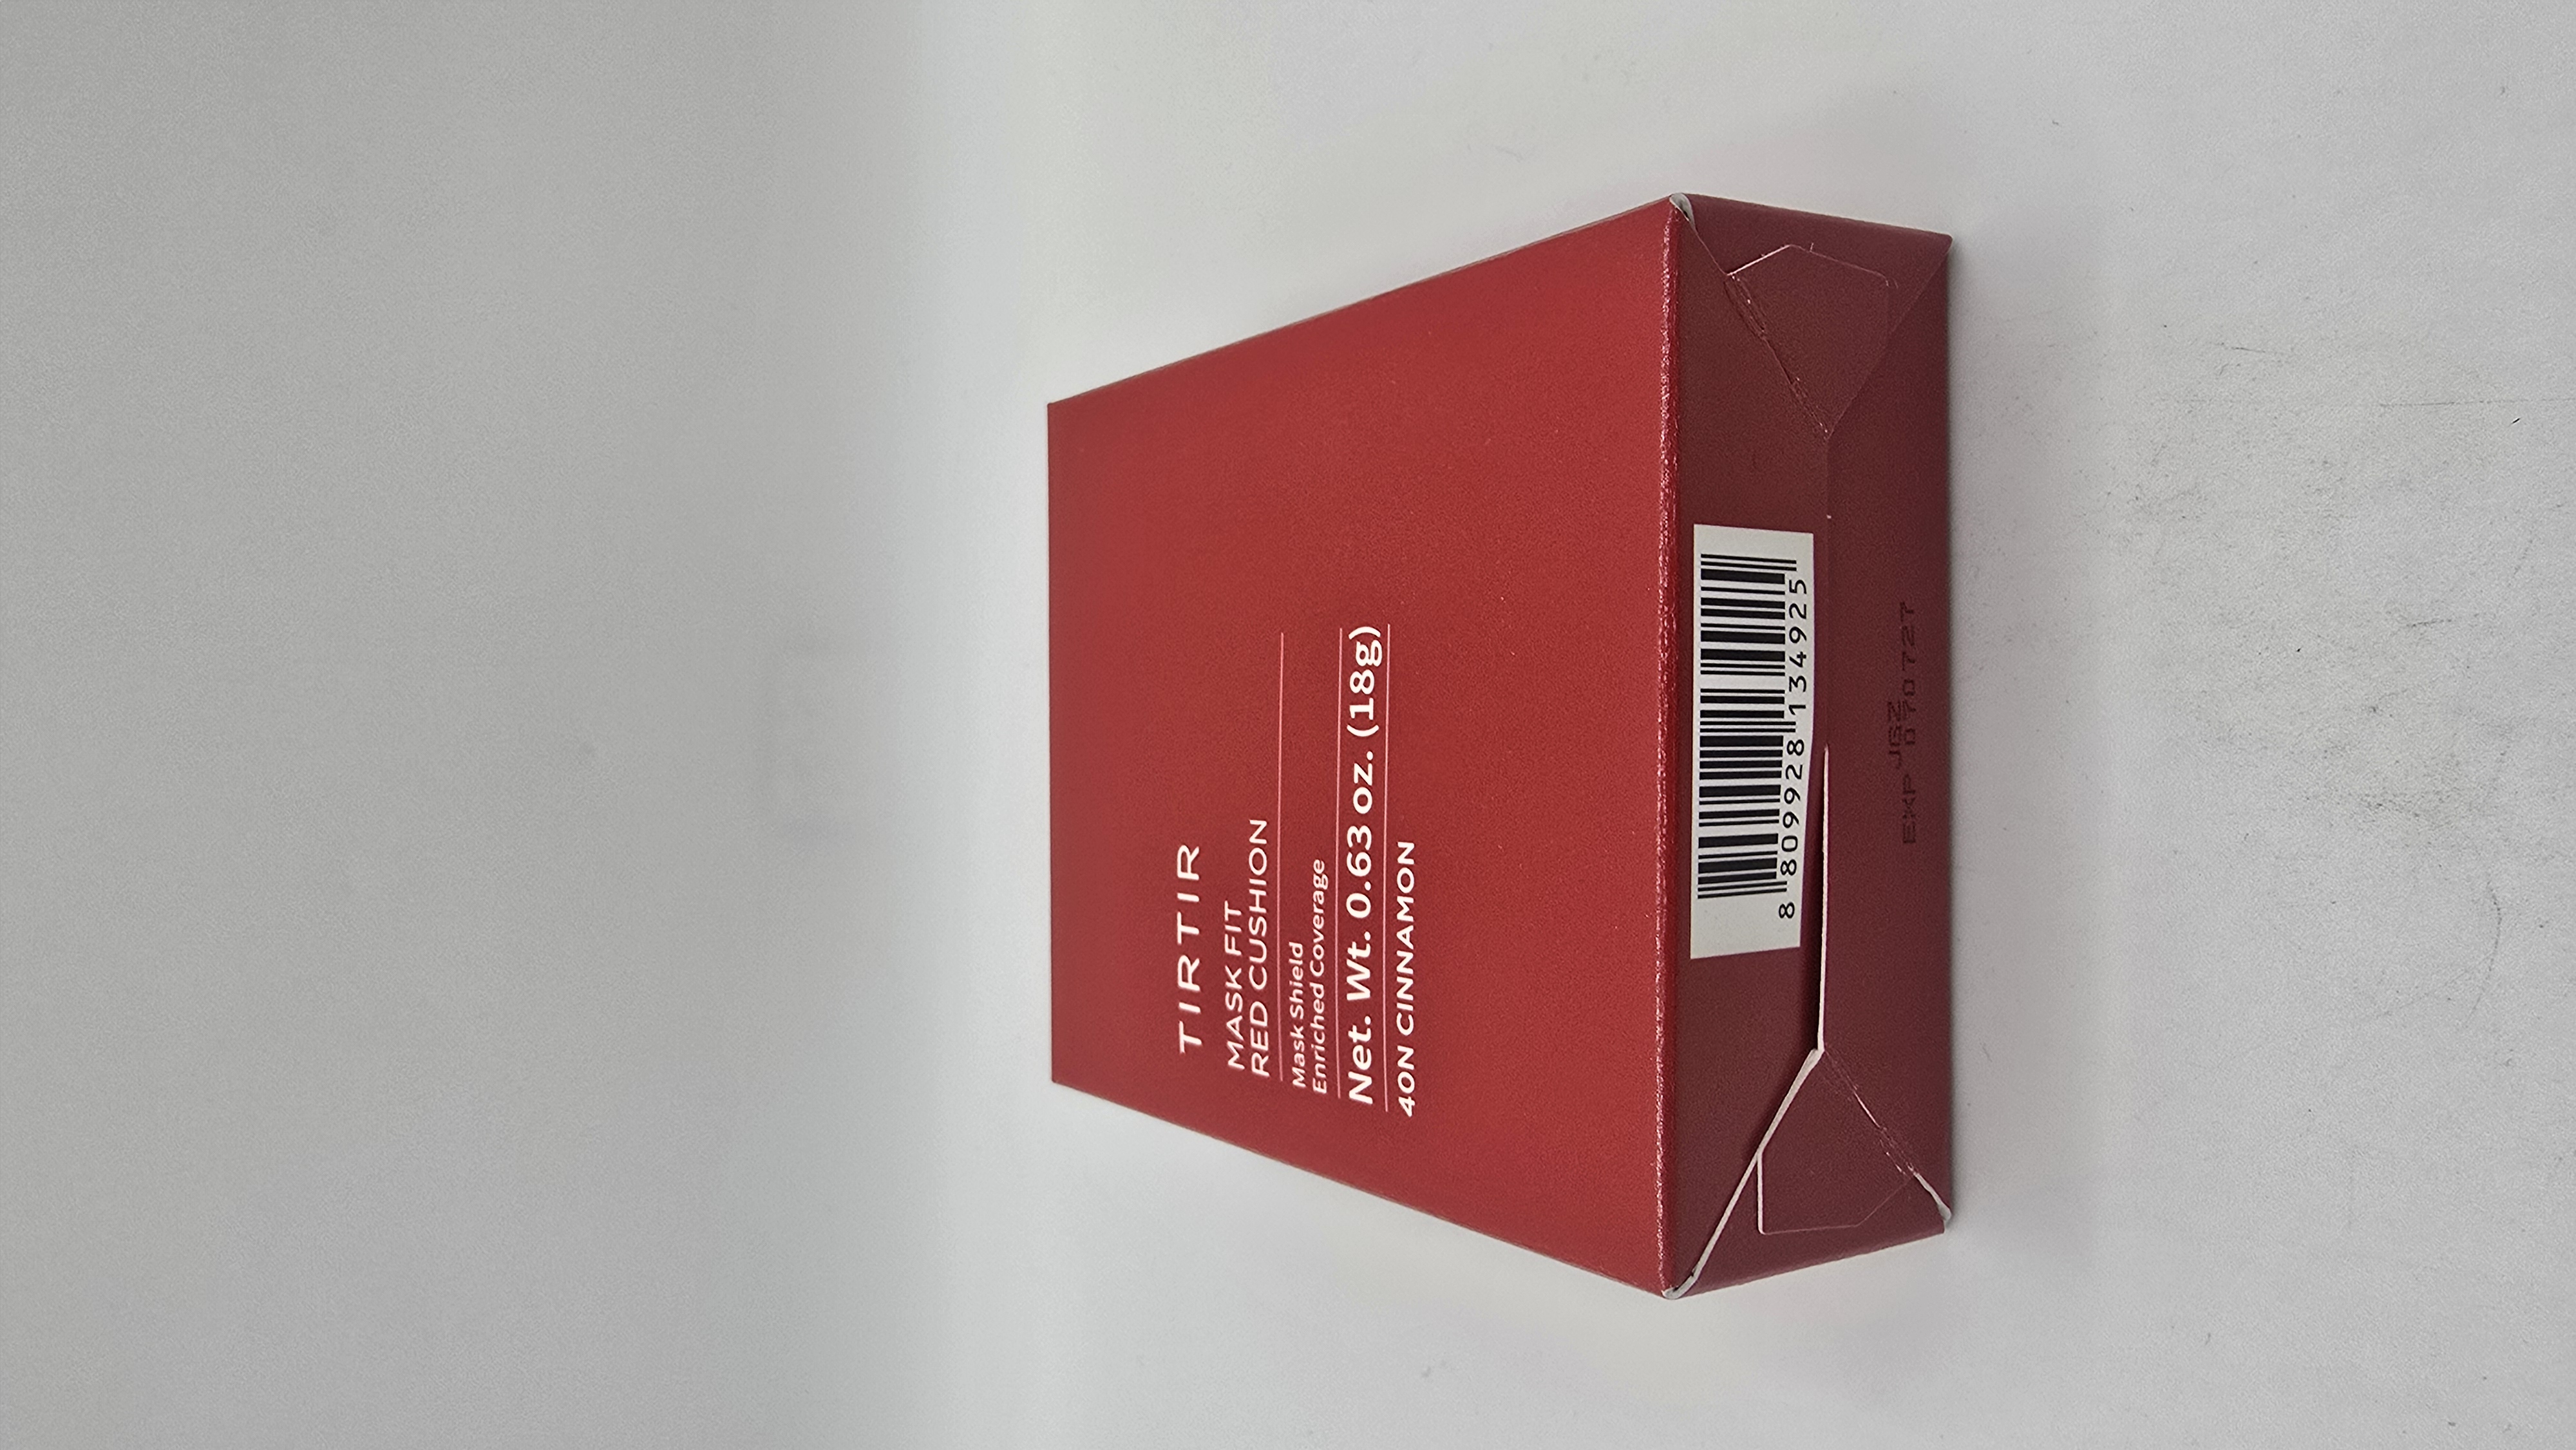 TIRTIR
MASK FIT
RED CUSHION
Mask Shield
Enriched Coverage
Net. Wt. 0.63 oz. (18g)
40N CINNAMON
8 809928 134925
JGZ
EXP 070727